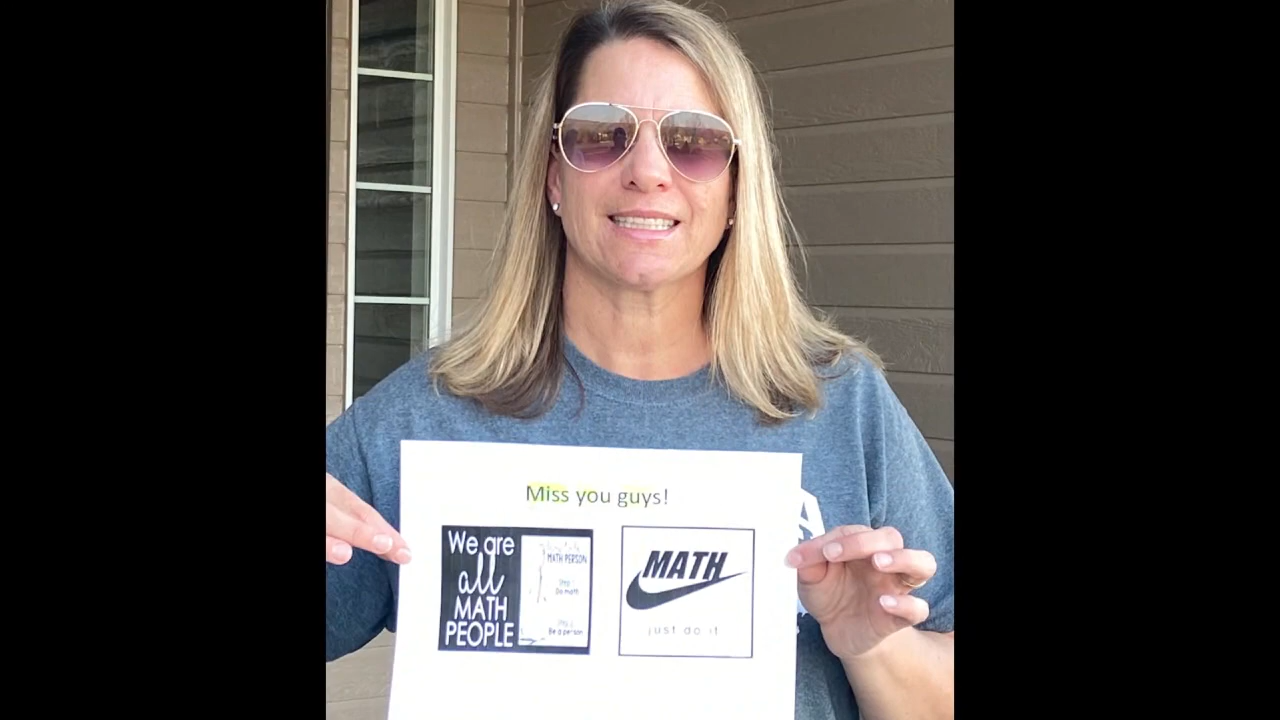 Miss you guys!
We are
all
MATH
PEOPLE
MATH PERSON
Do math
Be a person
MATH
just do it